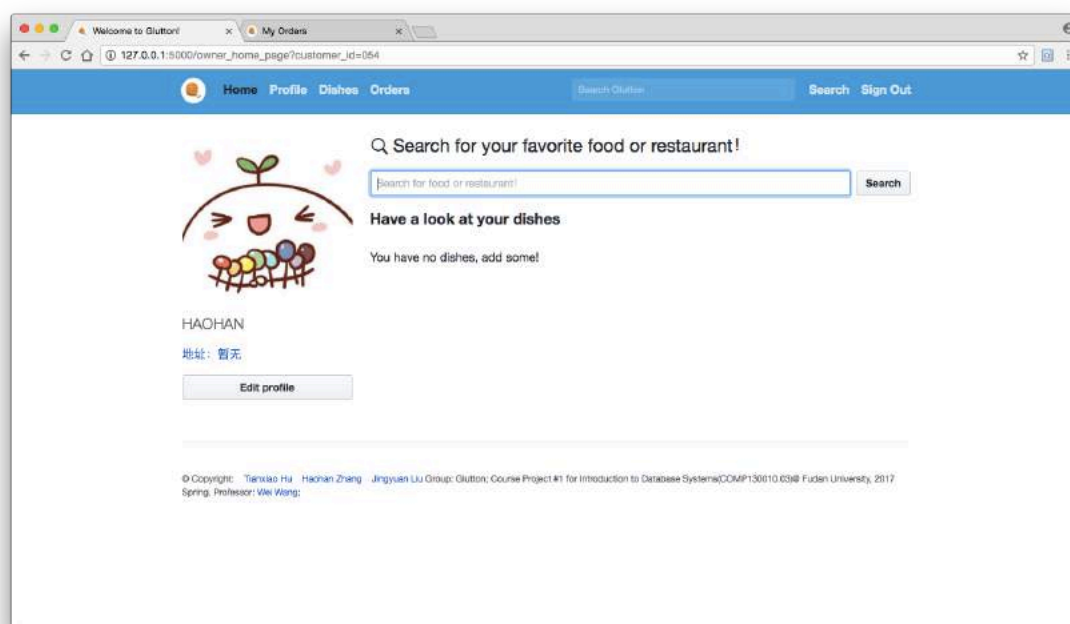 Welcome to Glutton!
My Orders
127.0.0.1:5000/owner_home_page?customer_id=054
Home Profile Dishes Orders Search Glutton Search Sign Out
Search for your favorite food or restaurant!
Search for food or restaurant! Search
Have a look at your dishes
You have no dishes, add some!
HAOHAN
地址：暂无
Edit profile
© Copyright: Tianxiao Hu Haohan Zhang Jingyuan Liu Group: Glutton; Course Project #1 for Introduction to Database Systems(COMP130010.03)@ Fudan University, 2017
Spring. Professor: Wei Wang;